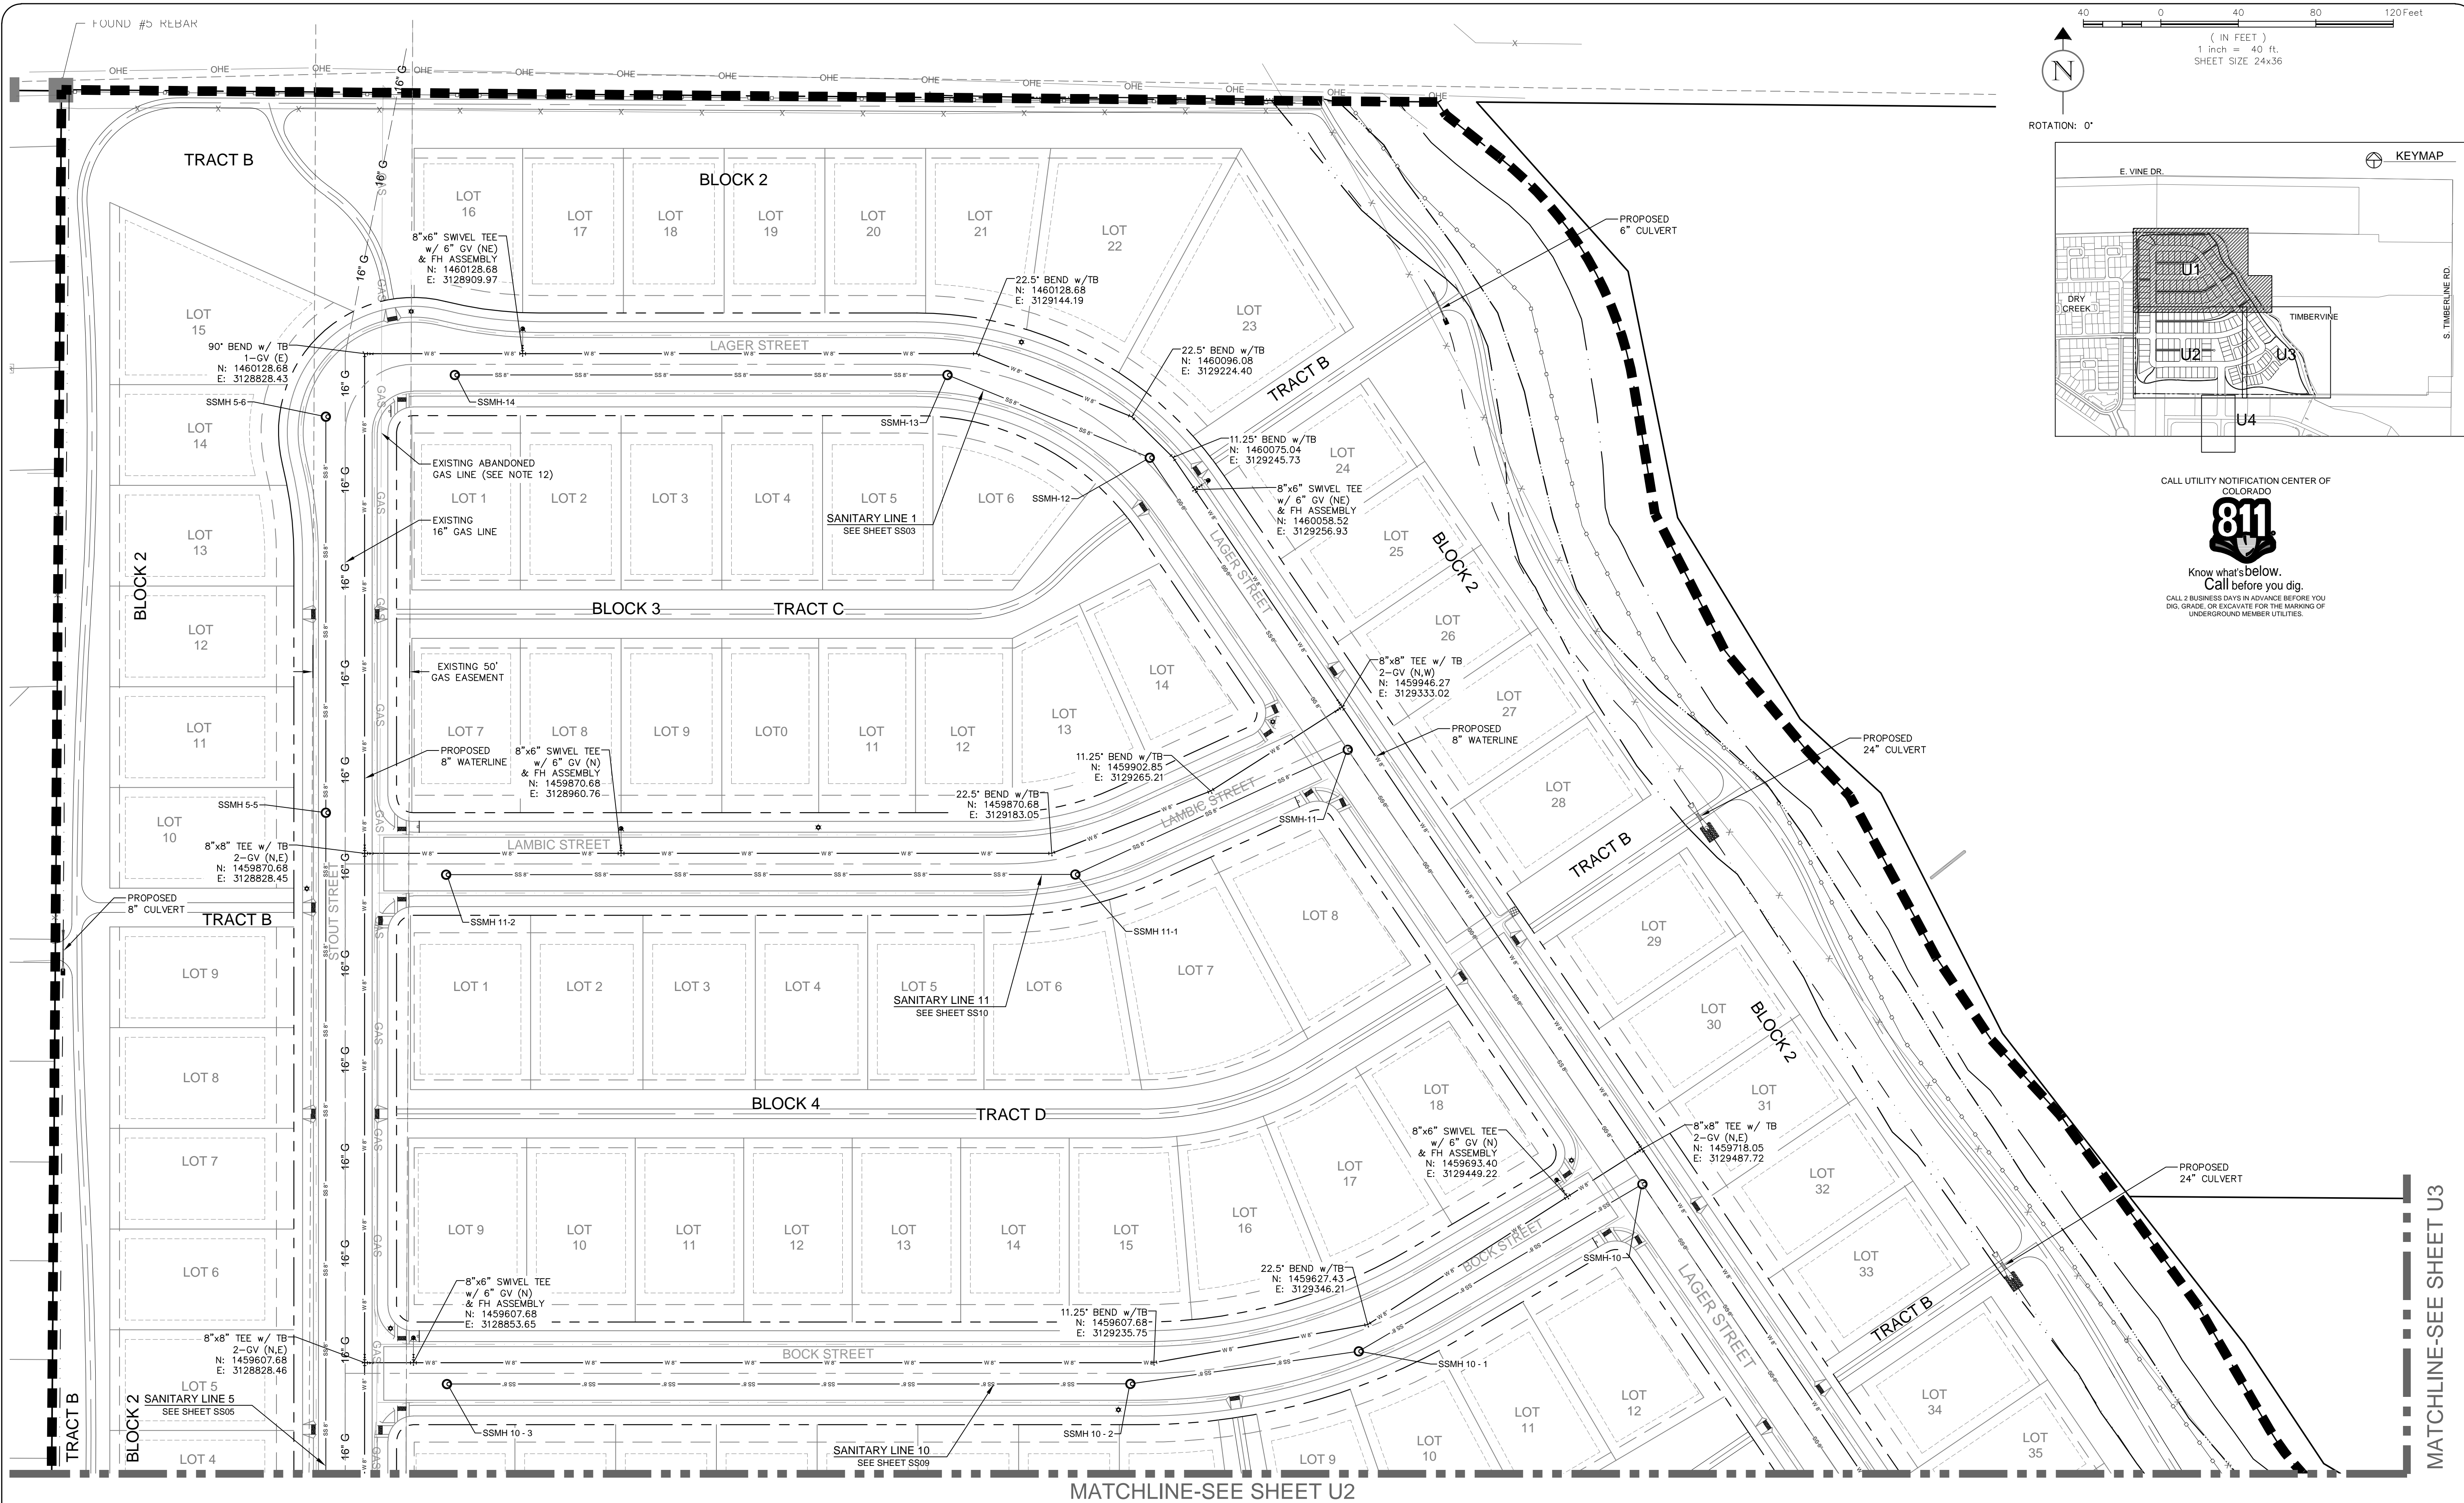 FOUND #5 REBAR
OHE OHE OHE OHE OHE OHE OHE OHE OHE OHE OHE OHE OHE OHE
40 0 40 80 120 Feet
( IN FEET )
1 inch = 40 ft.
SHEET SIZE 24x36
N
ROTATION: 0°
KEYMAP
E. VINE DR.
U1
DRY
CREEK
TIMBERVINE
S. TIMBERLINE RD.
U2
U3
U4
CALL UTILITY NOTIFICATION CENTER OF
COLORADO
811
Know what's below.
Call before you dig.
CALL 2 BUSINESS DAYS IN ADVANCE BEFORE YOU
DIG, GRADE, OR EXCAVATE FOR THE MARKING OF
UNDERGROUND MEMBER UTILITIES.
TRACT B
BLOCK 2
LOT
16
LOT
17
LOT
18
LOT
19
LOT
20
LOT
21
LOT
22
LOT
23
PROPOSED
6" CULVERT
8"x6" SWIVEL TEE
w/ 6" GV (NE)
& FH ASSEMBLY
N: 1460128.68
E: 3128909.97
22.5° BEND w/TB
N: 1460128.68
E: 3129144.19
LOT
15
90° BEND w/ TB
1-GV (E)
N: 1460128.68
E: 3128828.43
LAGER STREET
22.5° BEND w/TB
N: 1460096.08
E: 3129224.40
TRACT B
SSMH 5-6
SSMH-14
SSMH-13
LOT
14
EXISTING ABANDONED
GAS LINE (SEE NOTE 12)
11.25° BEND w/TB
N: 1460075.04
E: 3129245.73
LOT
24
LOT 1
LOT 2
LOT 3
LOT 4
LOT 5
LOT 6
SSMH-12
8"x6" SWIVEL TEE
w/ 6" GV (NE)
& FH ASSEMBLY
N: 1460058.52
E: 3129256.93
SANITARY LINE 1
SEE SHEET SS03
EXISTING
16" GAS LINE
LOT
13
LOT
25
BLOCK 2
LAGER STREET
BLOCK 2
BLOCK 3
TRACT C
LOT
12
LOT
26
EXISTING 50'
GAS EASEMENT
LOT
14
8"x8" TEE w/ TB
2-GV (N,W)
N: 1459946.27
E: 3129333.02
LOT
27
LOT
11
LOT 7
LOT 8
LOT 9
LOT0
LOT
11
LOT
12
LOT
13
PROPOSED
8" WATERLINE
PROPOSED
8" WATERLINE
8"x6" SWIVEL TEE
w/ 6" GV (N)
& FH ASSEMBLY
N: 1459870.68
E: 3128960.76
11.25° BEND w/TB
N: 1459902.85
E: 3129265.21
PROPOSED
24" CULVERT
LOT
28
SSMH 5-5
22.5° BEND w/TB
N: 1459870.68
E: 3129183.05
LAMBIC STREET
SSMH-11
LOT
10
8"x8" TEE w/ TB
2-GV (N,E)
N: 1459870.68
E: 3128828.45
LAMBIC STREET
TRACT B
PROPOSED
8" CULVERT
TRACT B
STOUT STREET
SSMH 11-2
SSMH 11-1
LOT 8
LOT
29
LOT 9
LOT 1
LOT 2
LOT 3
LOT 4
LOT 5
LOT 6
LOT 7
SANITARY LINE 11
SEE SHEET SS10
LOT
30
BLOCK 2
LOT 8
BLOCK 4
TRACT D
LOT
18
LOT
31
8"x6" SWIVEL TEE
w/ 6" GV (N)
& FH ASSEMBLY
N: 1459693.40
E: 3129449.22
8"x8" TEE w/ TB
2-GV (N,E)
N: 1459718.05
E: 3129487.72
LOT 7
LOT
17
LOT
32
PROPOSED
24" CULVERT
LOT 9
LOT
10
LOT
11
LOT
12
LOT
13
LOT
14
LOT
15
LOT
16
BOCK STREET
SSMH-10
LOT
33
LOT 6
8"x6" SWIVEL TEE
w/ 6" GV (N)
& FH ASSEMBLY
N: 1459607.68
E: 3128853.65
22.5° BEND w/TB
N: 1459627.43
E: 3129346.21
11.25° BEND w/TB
N: 1459607.68
E: 3129235.75
LAGER STREET
TRACT B
8"x8" TEE w/ TB
2-GV (N,E)
N: 1459607.68
E: 3128828.46
BOCK STREET
SSMH 10 - 1
LOT 5
SANITARY LINE 5
SEE SHEET SS05
TRACT B
BLOCK 2
LOT 4
SSMH 10 - 3
SSMH 10 - 2
SANITARY LINE 10
SEE SHEET SS09
LOT 9
LOT
10
LOT
11
LOT
12
LOT
34
LOT
35
MATCHLINE-SEE SHEET U3
MATCHLINE-SEE SHEET U2
16" G
GAS
W 8"
SS 8"